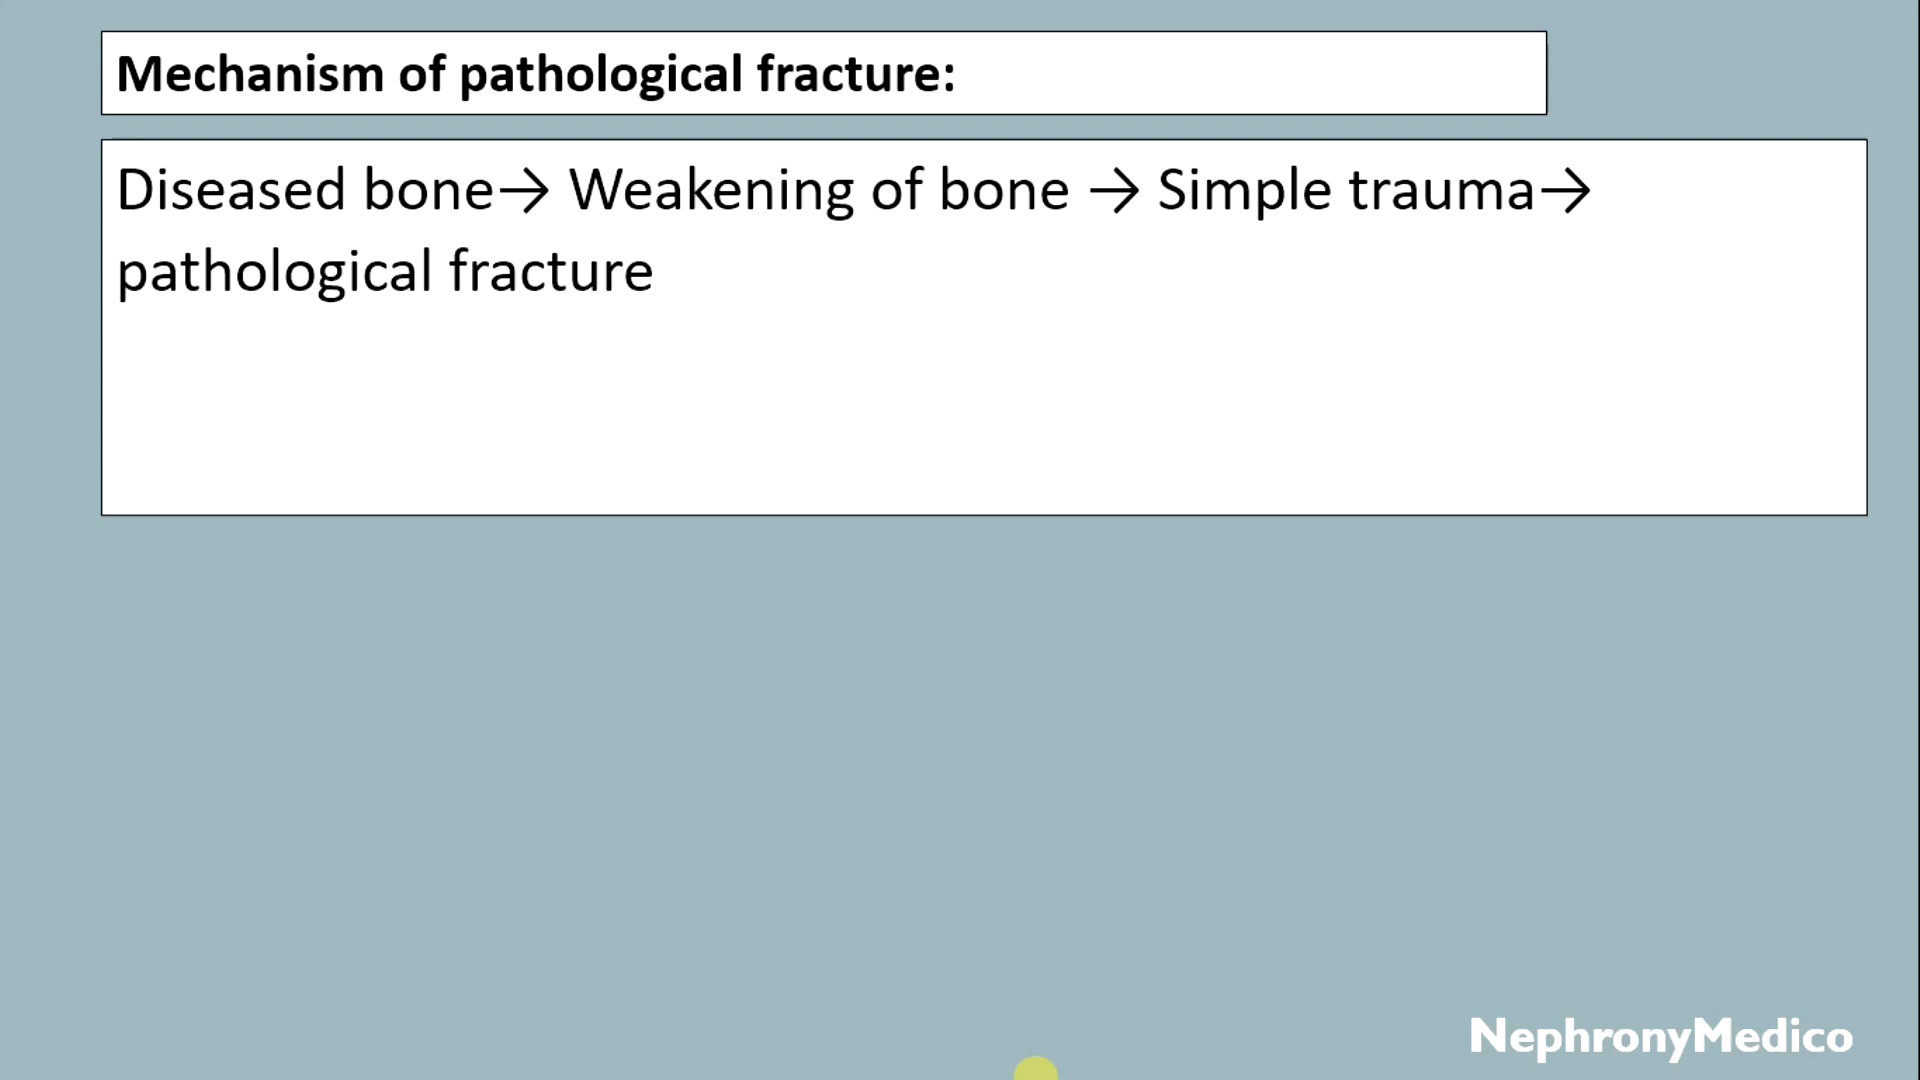 Mechanism of pathological fracture:
Diseased bone→ Weakening of bone → Simple trauma→
pathological fracture
NephronyMedico